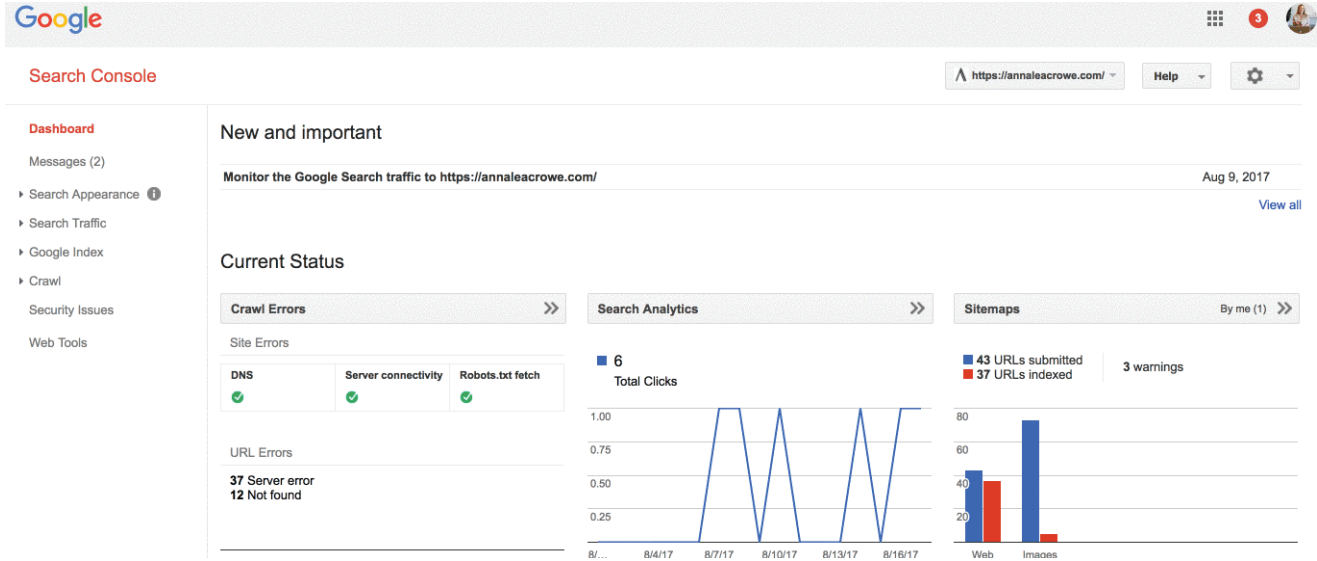 Google
3
Search Console
https://annaleacrowe.com/
Help
Dashboard
Messages (2)
Search Appearance
Search Traffic
Google Index
Crawl
Security Issues
Web Tools
New and important
Monitor the Google Search traffic to https://annaleacrowe.com/ Aug 9, 2017
View all
Current Status
Crawl Errors
Site Errors
DNS Server connectivity Robots.txt fetch
URL Errors
37 Server error
12 Not found
Search Analytics
6
Total Clicks
1.00
0.75
0.50
0.25
8/... 8/4/17 8/7/17 8/10/17 8/13/17 8/16/17
Sitemaps By me (1)
43 URLs submitted
37 URLs indexed
3 warnings
80
60
40
20
Web Images